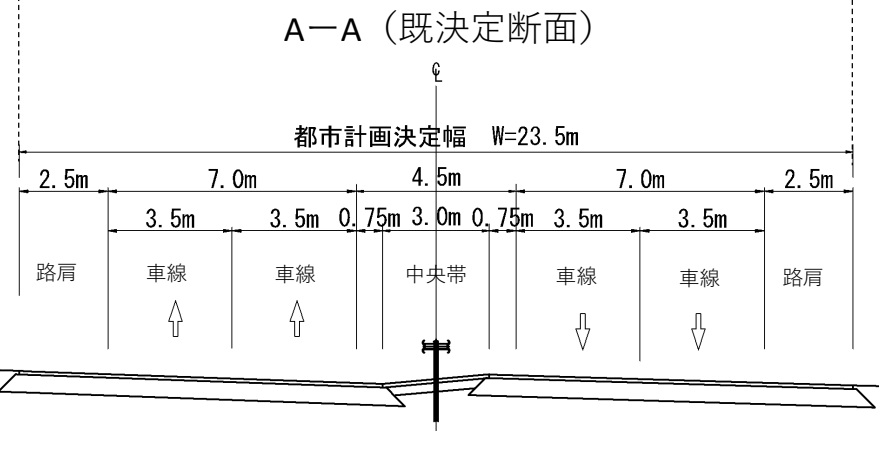 A－A（既決定断面）
℄
都市計画決定幅 W=23.5m
2.5m 7.0m 4.5m 7.0m 2.5m
3.5m 3.5m 0.75m 3.0m 0.75m 3.5m 3.5m
路肩 車線 車線 中央帯 車線 車線 路肩